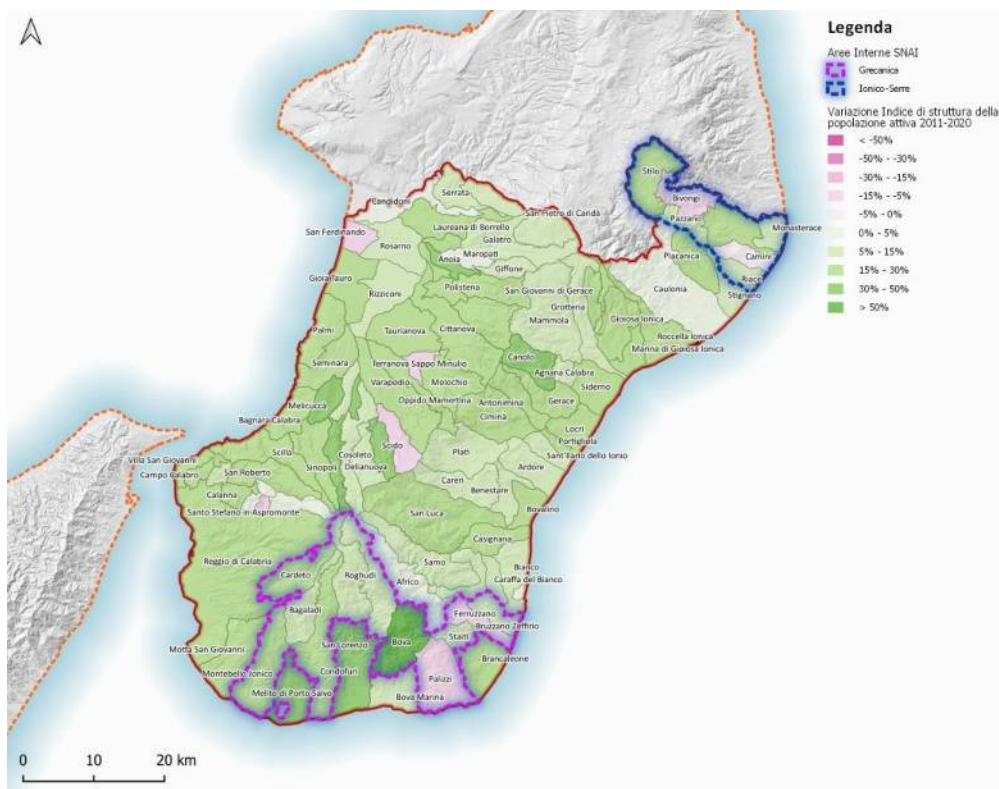 Legenda
Aree Interne SNAI
Grecanica
Ionico-Serre
Variazione Indice di struttura della
popolazione attiva 2011-2020
< -50%
-50% - -30%
-30% - -15%
-15% - -5%
-5% - 0%
0% - 5%
5% - 15%
15% - 30%
30% - 50%
> 50%
Stilo
Bivongi
Pazzano
Monasterace
Camini
Riace
Stignano
Placanica
Caulonia
Serrata
Candidoni
San Pietro di Caridà
San Ferdinando
Laureana di Borrello
Galatro
Rosarno
Maropati
Anoia
Giffone
Gioia Tauro
Polistena
Rizziconi
San Giovanni di Gerace
Grotteria
Mammola
Gioiosa Ionica
Roccella Ionica
Marina di Gioiosa Ionica
Palmi
Taurianova
Cittanova
Seminara
Terranova Sappo Minulio
Canolo
Agnana Calabra
Varapodio
Molochio
Siderno
Melicuccà
Oppido Mamertina
Antonimina
Gerace
Ciminà
Bagnara Calabra
Locri
Portigliola
Scido
Sant'Ilario dello Ionio
Scilla
Cosoleto
Platì
Villa San Giovanni
Campo Calabro
San Roberto
Sinopoli
Delianuova
Ardore
Careri
Benestare
Calanna
Santo Stefano in Aspromonte
San Luca
Bovalino
Casignana
Reggio di Calabria
Samo
Bianco
Cardeto
Roghudi
Africo
Caraffa del Bianco
Bagaladi
Ferruzzano
Bruzzano Zeffirio
Staiti
San Lorenzo
Bova
Motta San Giovanni
Brancaleone
Montebello Jonico
Condofuri
Palizzi
Melito di Porto Salvo
Bova Marina
0 10 20 km